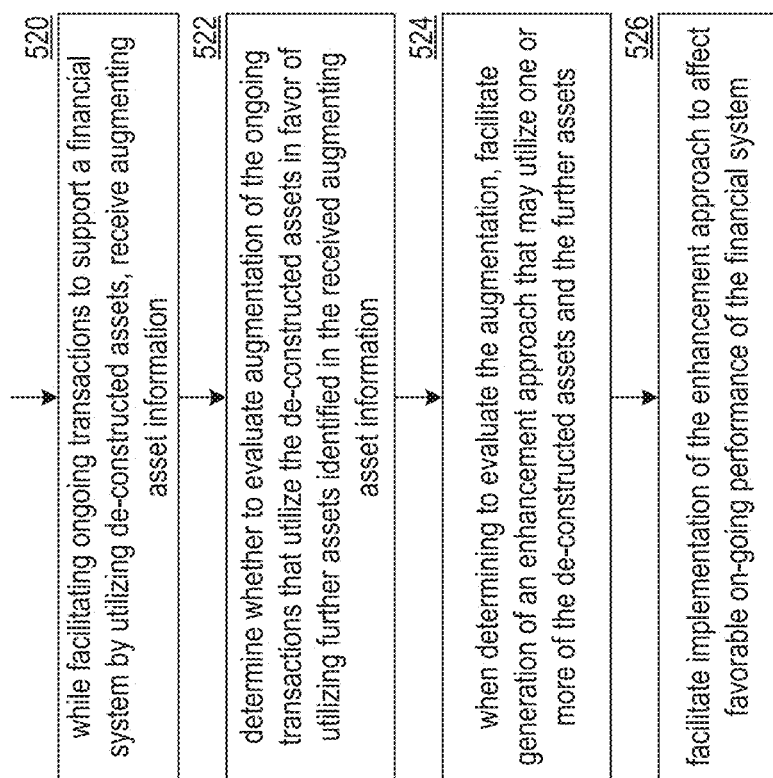 520
while facilitating ongoing transactions to support a financial
system by utilizing de-constructed assets, receive augmenting
asset information
522
determine whether to evaluate augmentation of the ongoing
transactions that utilize the de-constructed assets in favor of
utilizing further assets identified in the received augmenting
asset information
524
when determining to evaluate the augmentation, facilitate
generation of an enhancement approach that may utilize one or
more of the de-constructed assets and the further assets
526
facilitate implementation of the enhancement approach to affect
favorable on-going performance of the financial system